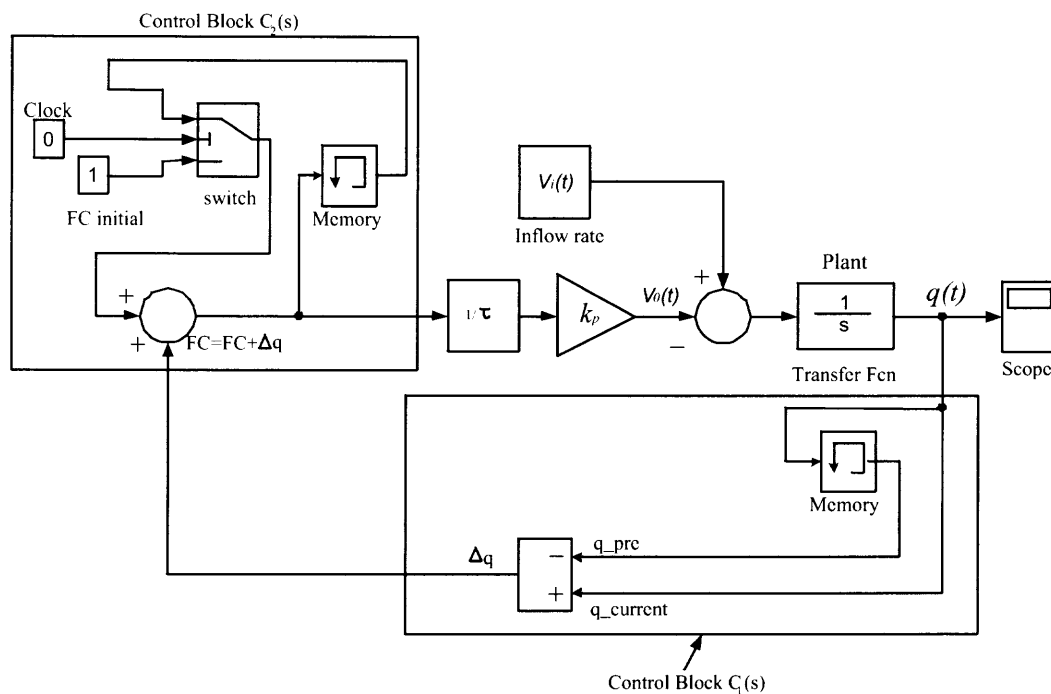 Control Block C₂(s)
Clock
0
1
FC initial
switch
Memory
+
+
FC=FC+Δq
1/τ
kₚ
Vᵢ(t)
Inflow rate
V₀(t)
+
−
Plant
1
s
Transfer Fcn
q(t)
Scope
Memory
q_pre
−
+
q_current
Δq
Control Block C₁(s)